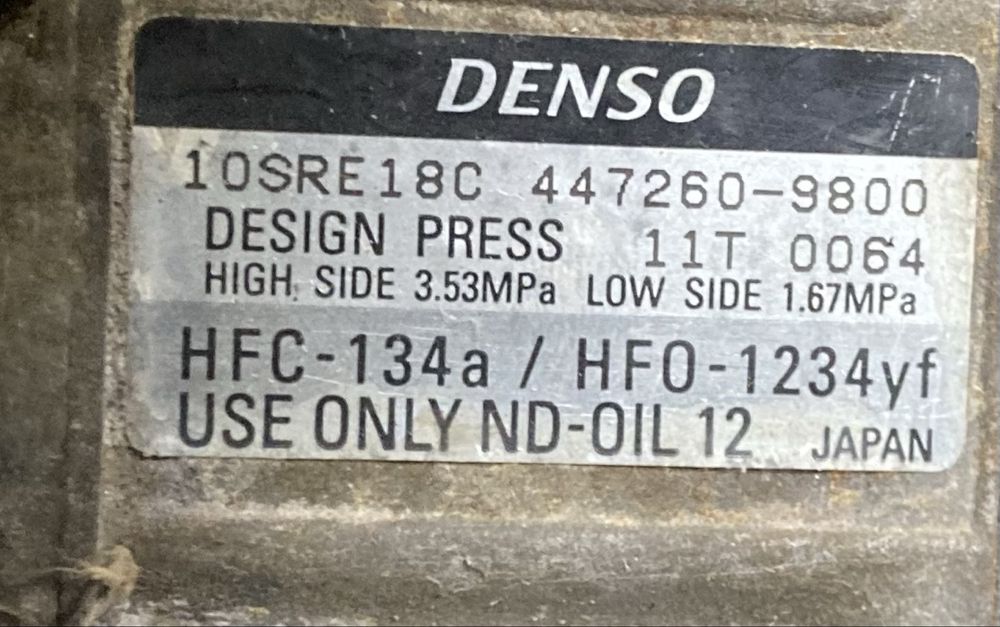 DENSO
10SRE18C 447260-9800
DESIGN PRESS 11T 0064
HIGH SIDE 3.53MPa LOW SIDE 1.67MPa
HFC-134a / HFO-1234yf
USE ONLY ND-OIL 12 JAPAN